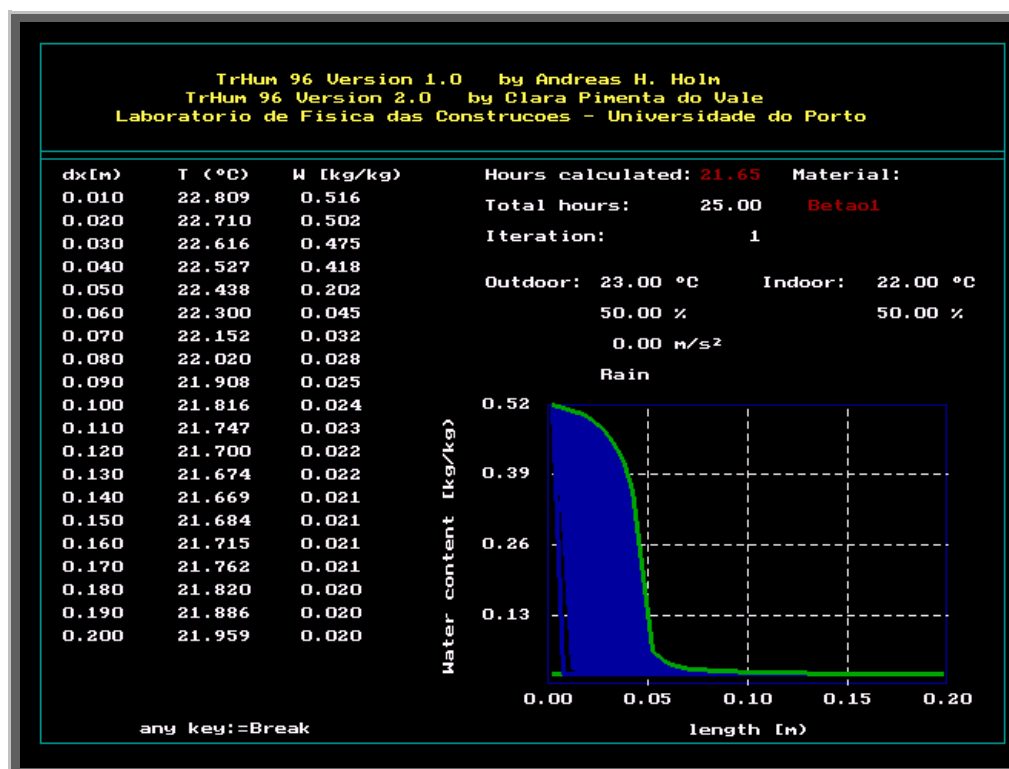 TrHum 96 Version 1.0 by Andreas H. Holm
TrHum 96 Version 2.0 by Clara Pimenta do Vale
Laboratorio de Fisica das Construcoes - Universidade do Porto
dx[m) T (ºC) W [kg/kg)
0.010 22.809 0.516
0.020 22.710 0.502
0.030 22.616 0.475
0.040 22.527 0.418
0.050 22.438 0.202
0.060 22.300 0.045
0.070 22.152 0.032
0.080 22.020 0.028
0.090 21.908 0.025
0.100 21.816 0.024
0.110 21.747 0.023
0.120 21.700 0.022
0.130 21.674 0.022
0.140 21.669 0.021
0.150 21.684 0.021
0.160 21.715 0.021
0.170 21.762 0.021
0.180 21.820 0.020
0.190 21.886 0.020
0.200 21.959 0.020
any key:=Break
Hours calculated: 21.65 Material:
Total hours: 25.00 Betao1
Iteration: 1
Outdoor: 23.00 ºC Indoor: 22.00 ºC
50.00 % 50.00 %
0.00 m/s²
Rain
Water content [kg/kg)
0.52
0.39
0.26
0.13
0.00 0.05 0.10 0.15 0.20
length [m)